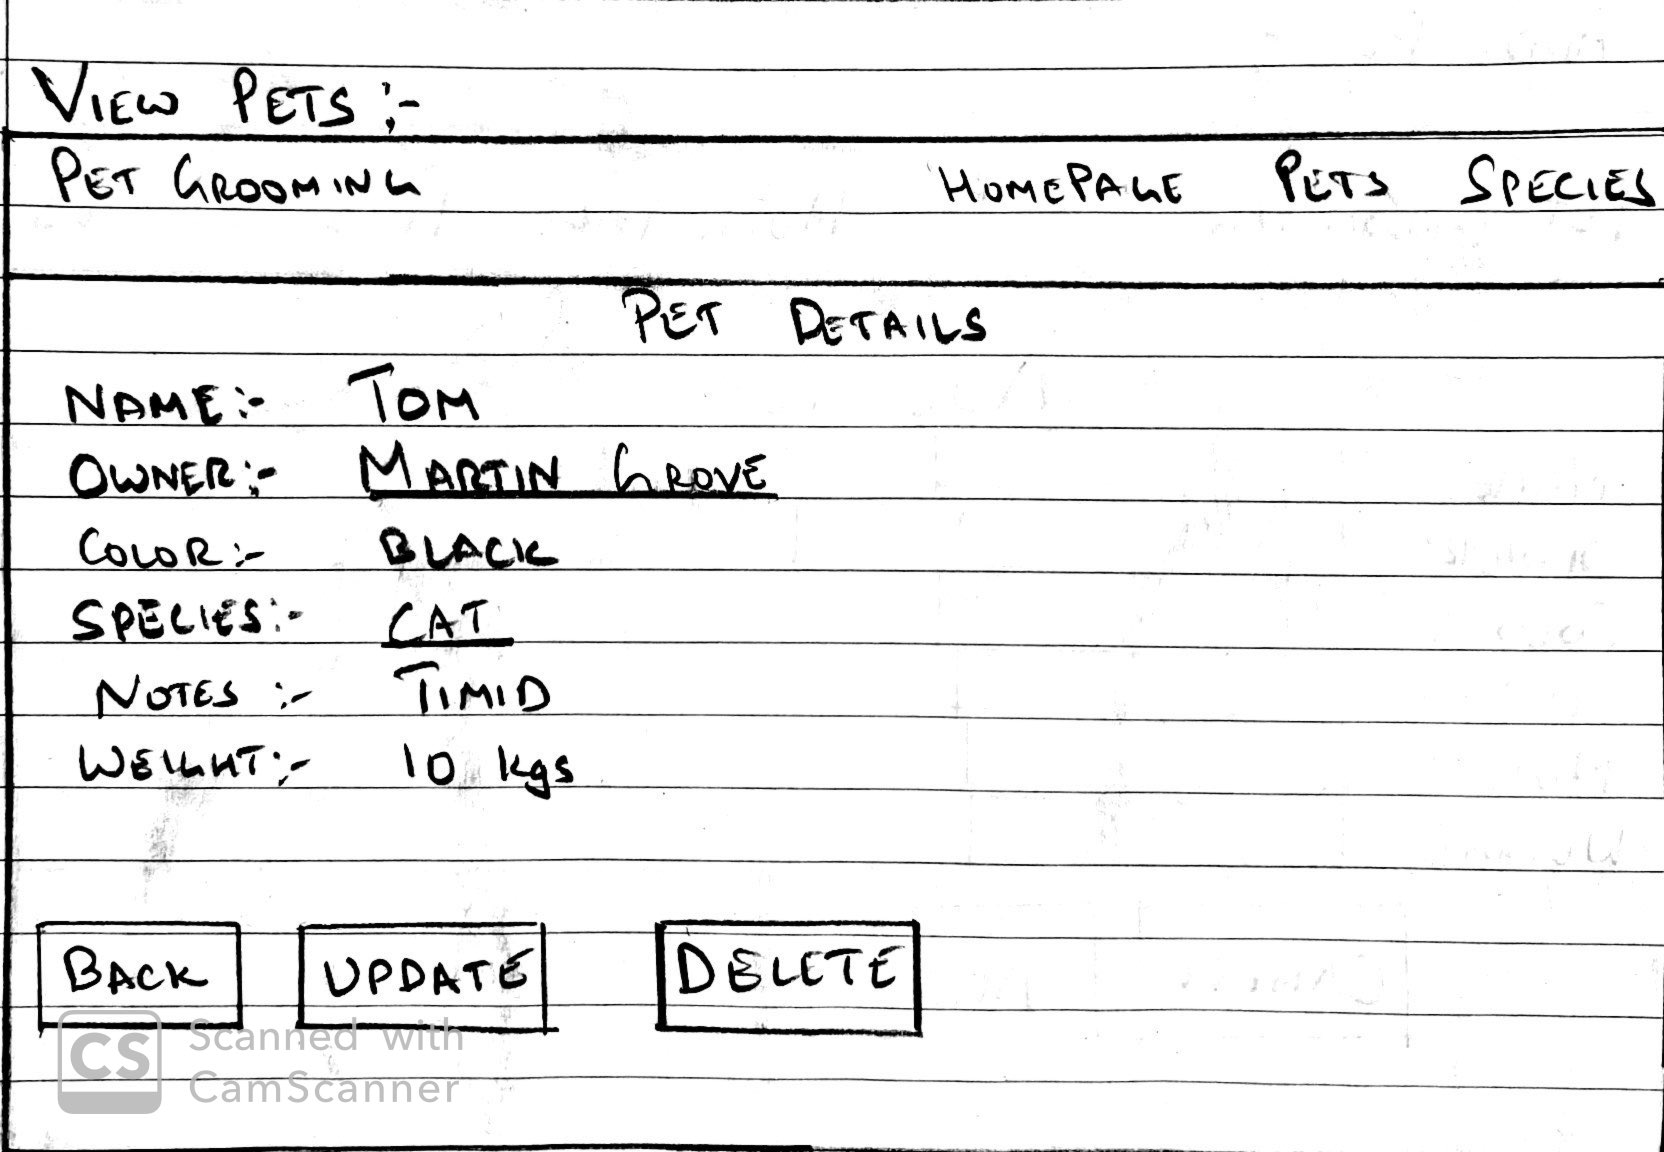 VIEW PETS :-
PET GROOMING HOMEPAGE PETS SPECIES
PET DETAILS
NAME:- TOM
OWNER:- MARTIN GROVE
COLOR:- BLACK
SPECIES:- CAT
NOTES :- TIMID
WEIGHT:- 10 kgs
BACK UPDATE DELETE
CS Scanned with
CamScanner